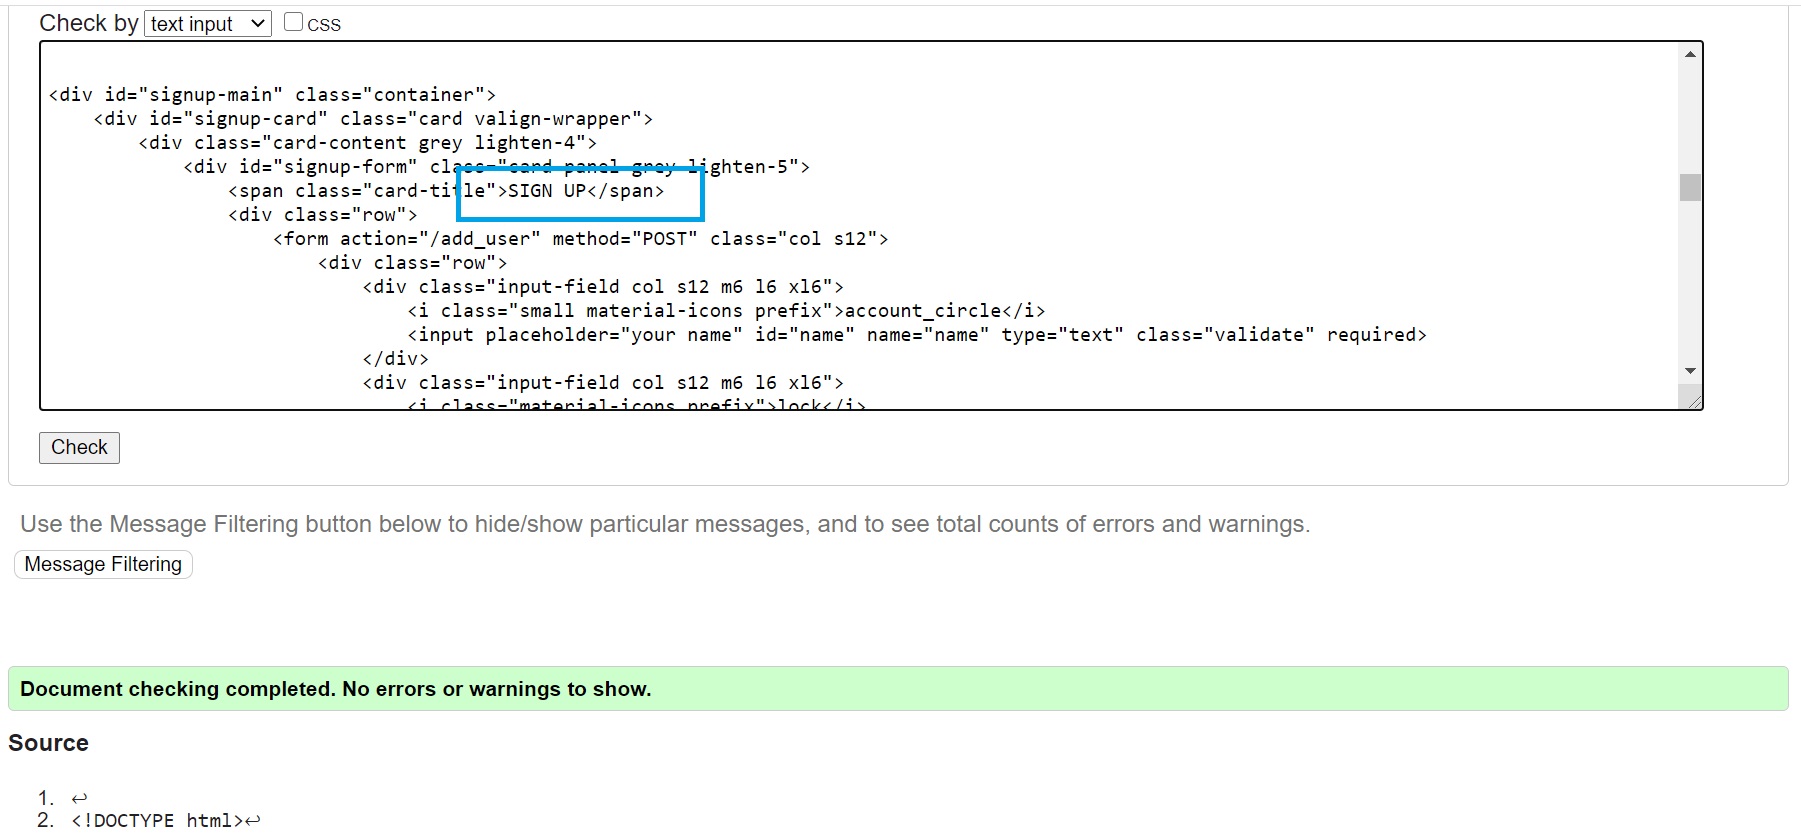 Check by text input CSS
<div id="signup-main" class="container">
<div id="signup-card" class="card valign-wrapper">
<div class="card-content grey lighten-4">
<div id="signup-form" class="card-panel grey lighten-5">
<span class="card-title">SIGN UP</span>
<div class="row">
<form action="/add_user" method="POST" class="col s12">
<div class="row">
<div class="input-field col s12 m6 l6 xl6">
<i class="small material-icons prefix">account_circle</i>
<input placeholder="your name" id="name" name="name" type="text" class="validate" required>
</div>
<div class="input-field col s12 m6 l6 xl6">
<i class="material-icons prefix">lock</i>
Check
Use the Message Filtering button below to hide/show particular messages, and to see total counts of errors and warnings.
Message Filtering
Document checking completed. No errors or warnings to show.
Source
1. ↩
2. <!DOCTYPE html>↩